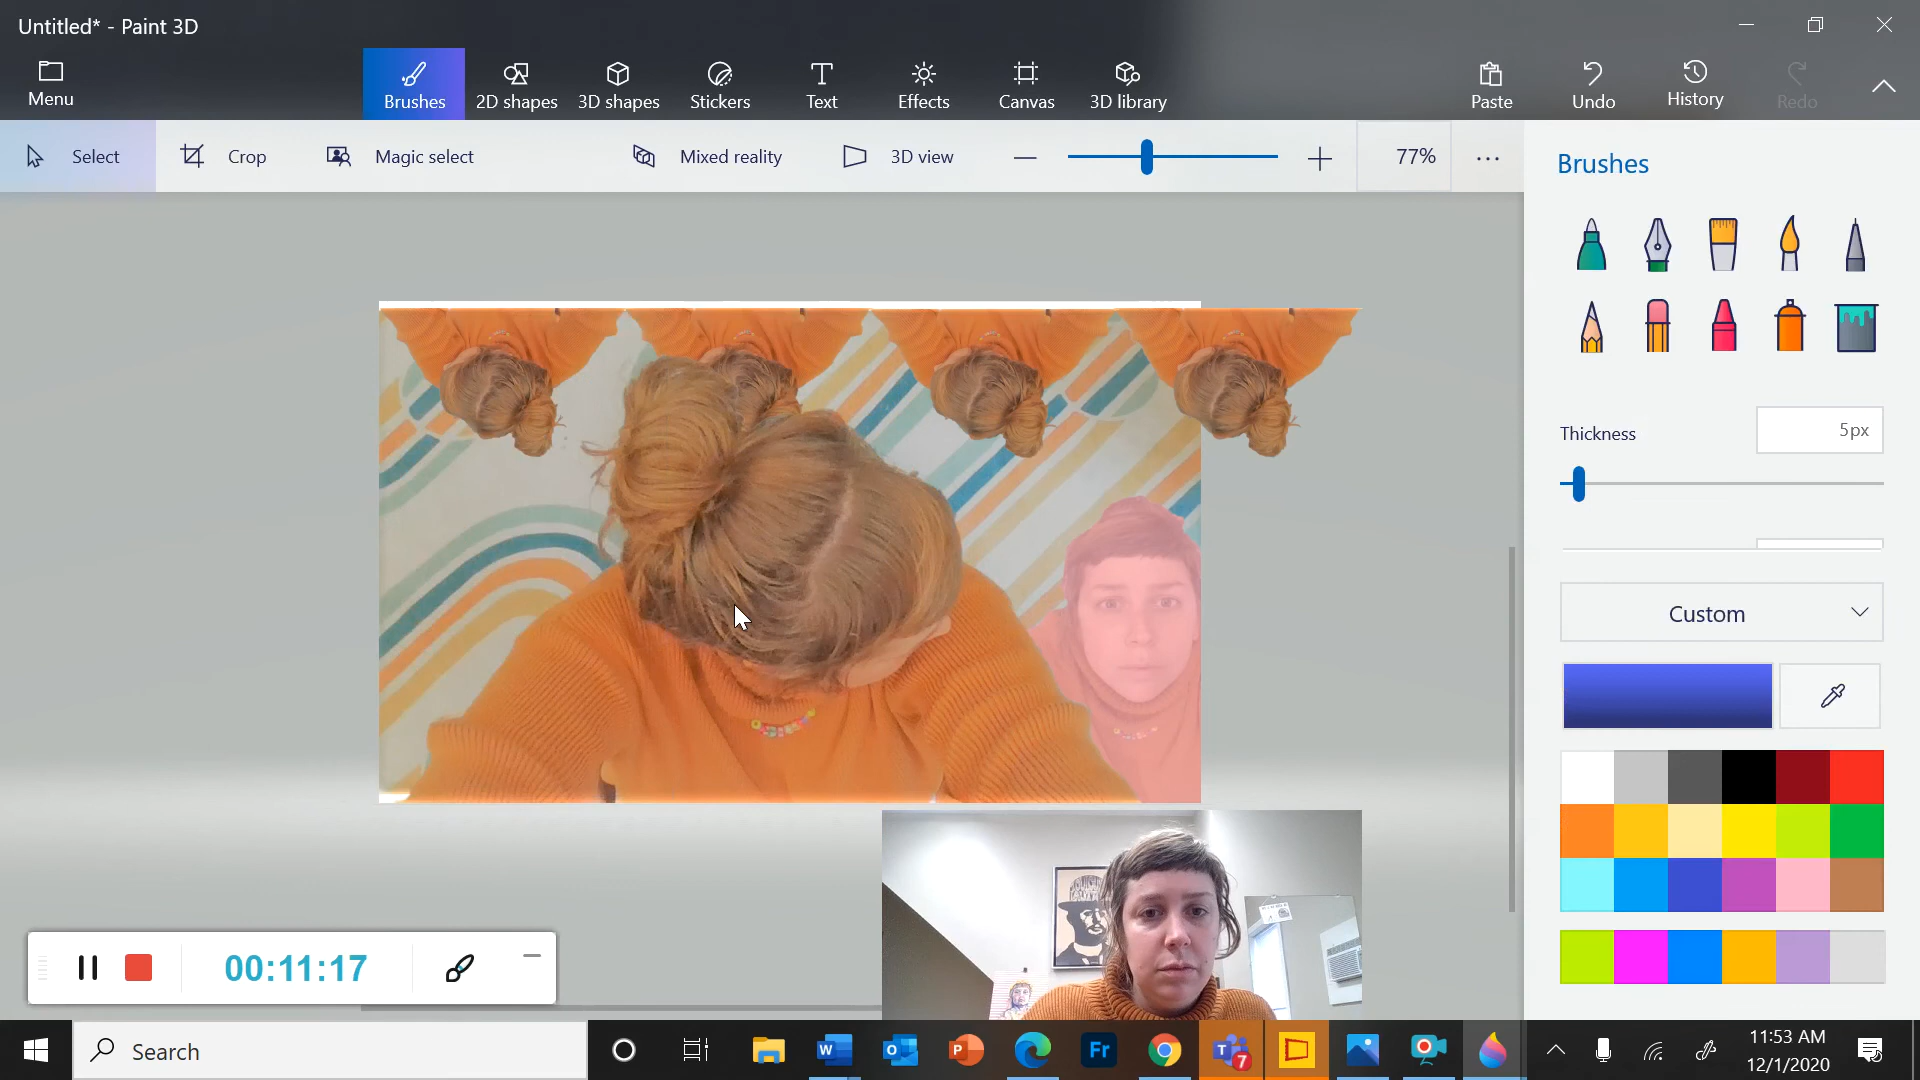 Untitled* - Paint 3D
Menu
Brushes
2D shapes
3D shapes
Stickers
Text
Effects
Canvas
3D library
Paste
Undo
History
Redo
Select
Crop
Magic select
Mixed reality
3D view
77%
Brushes
Thickness
5px
Custom
00:11:17
Search
W
P
Fr
T
7
11:53 AM
12/1/2020